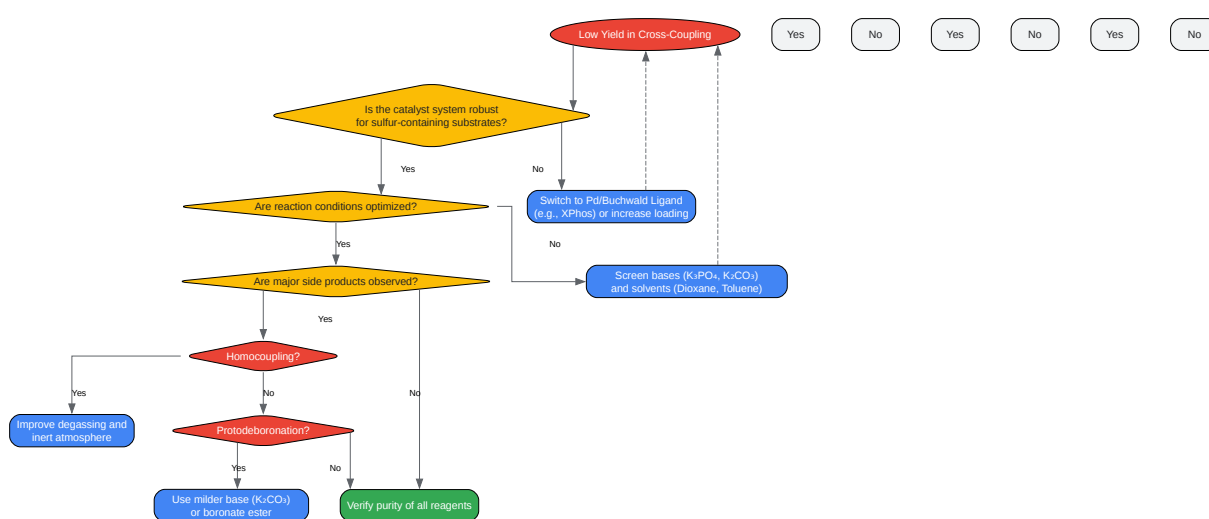 Low Yield in Cross-Coupling
Yes
No
Yes
No
Yes
No
Is the catalyst system robust
for sulfur-containing substrates?
Yes
No
Switch to Pd/Buchwald Ligand
(e.g., XPhos) or increase loading
Are reaction conditions optimized?
Yes
No
Screen bases (K₃PO₄, K₂CO₃)
and solvents (Dioxane, Toluene)
Are major side products observed?
Yes
Homocoupling?
Yes
No
No
Improve degassing and
inert atmosphere
Protodeboronation?
Yes
No
Use milder base (K₂CO₃)
or boronate ester
Verify purity of all reagents